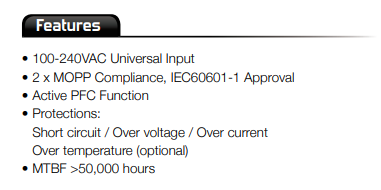 Features
• 100-240VAC Universal Input
• 2 x MOPP Compliance, IEC60601-1 Approval
• Active PFC Function
• Protections:
Short circuit / Over voltage / Over current
Over temperature (optional)
• MTBF >50,000 hours